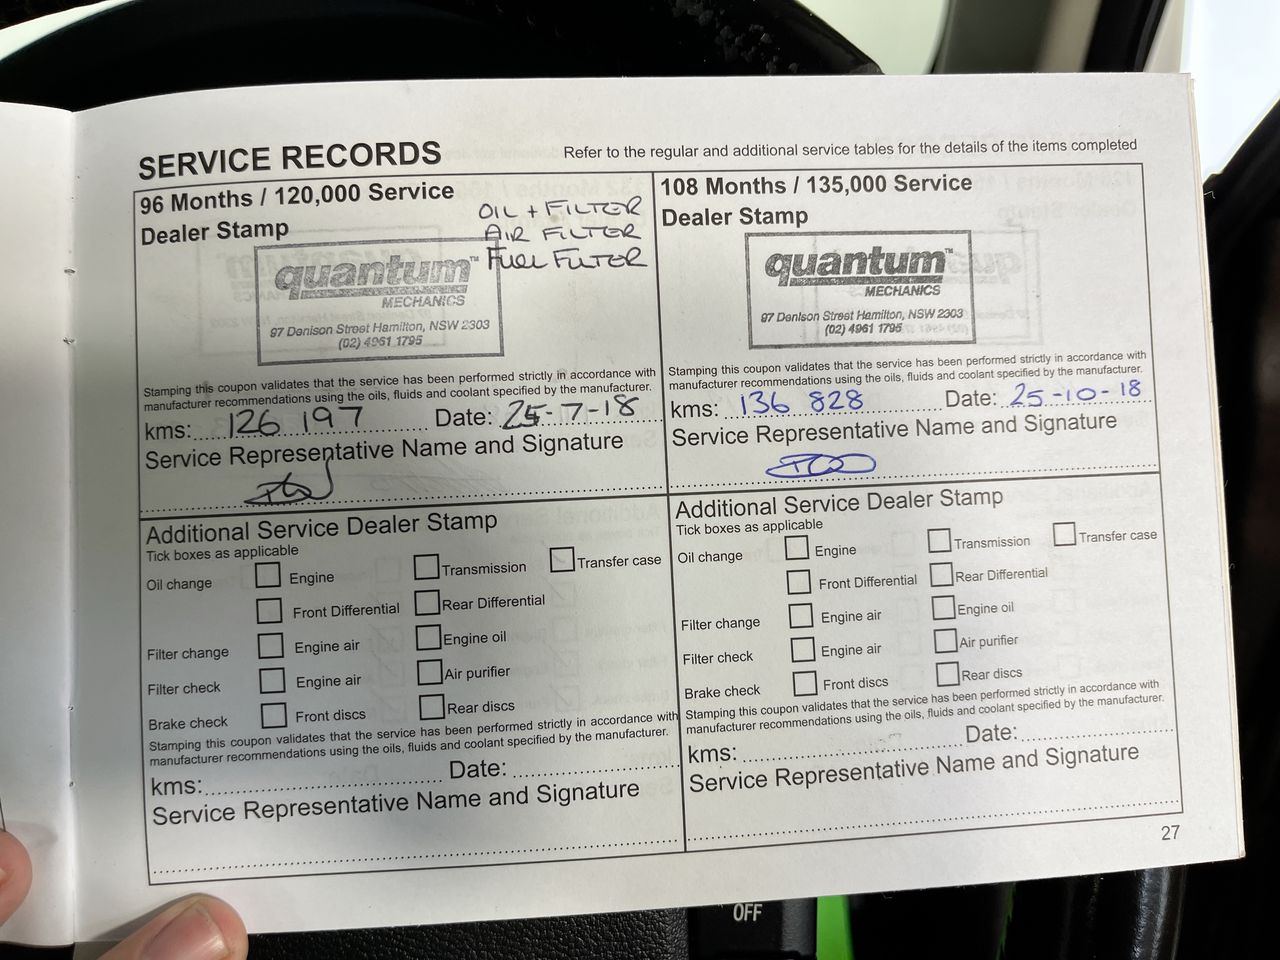 SERVICE RECORDS
Refer to the regular and additional service tables for the details of the items completed
96 Months / 120,000 Service
Dealer Stamp
OIL + FILTER
AIR FILTER
FUEL FILTER
quantum™
MECHANICS
97 Denison Street Hamilton, NSW 2303
(02) 4961 1795
Stamping this coupon validates that the service has been performed strictly in accordance with
manufacturer recommendations using the oils, fluids and coolant specified by the manufacturer.
kms: 126 197 Date: 25-7-18
Service Representative Name and Signature
Additional Service Dealer Stamp
Tick boxes as applicable
Oil change Engine Transmission Transfer case
Front Differential Rear Differential
Filter change Engine air Engine oil
Filter check Engine air Air purifier
Brake check Front discs Rear discs
Stamping this coupon validates that the service has been performed strictly in accordance with
manufacturer recommendations using the oils, fluids and coolant specified by the manufacturer.
kms: Date:
Service Representative Name and Signature
108 Months / 135,000 Service
Dealer Stamp
quantum™
MECHANICS
97 Denison Street Hamilton, NSW 2303
(02) 4961 1795
Stamping this coupon validates that the service has been performed strictly in accordance with
manufacturer recommendations using the oils, fluids and coolant specified by the manufacturer.
kms: 136 828 Date: 25-10-18
Service Representative Name and Signature
Additional Service Dealer Stamp
Tick boxes as applicable
Oil change Engine Transmission Transfer case
Front Differential Rear Differential
Filter change Engine air Engine oil
Filter check Engine air Air purifier
Brake check Front discs Rear discs
Stamping this coupon validates that the service has been performed strictly in accordance with
manufacturer recommendations using the oils, fluids and coolant specified by the manufacturer.
kms: Date:
Service Representative Name and Signature
27
OFF